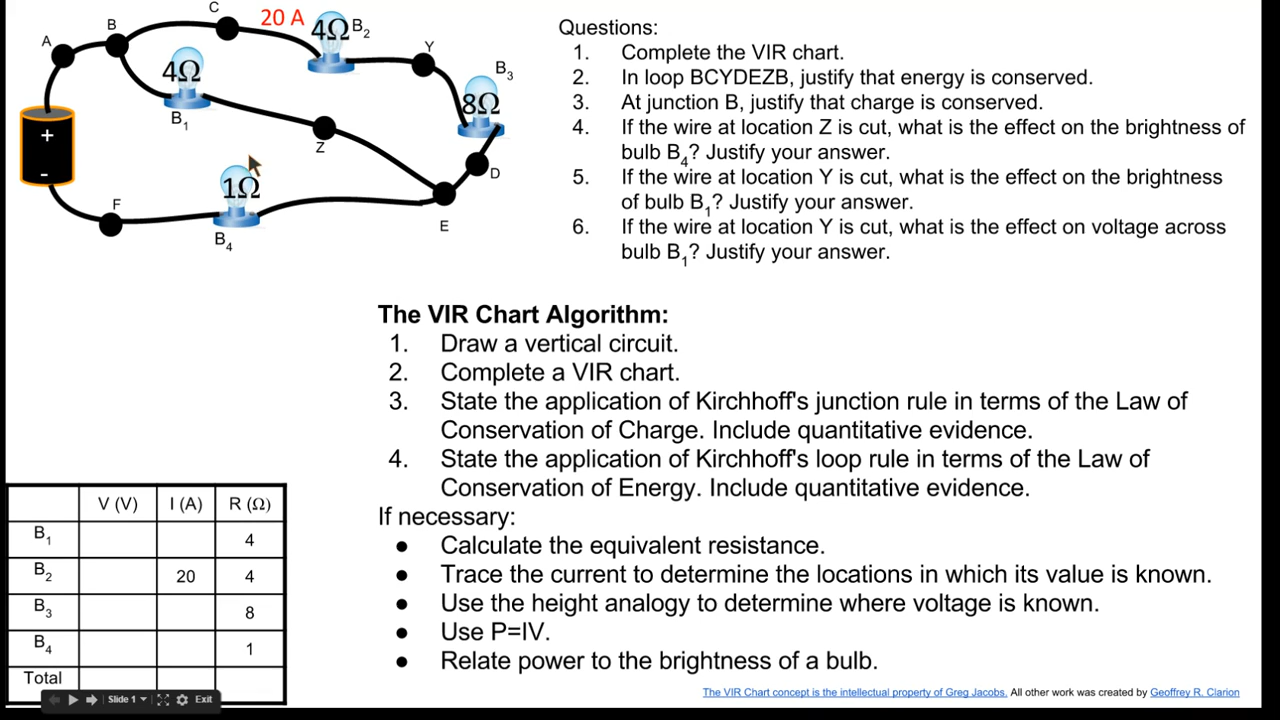 C
20 A
4Ω
B2
B
A
Y
B3
4Ω
8Ω
+
B1
Z
-
D
1Ω
F
E
B4
Questions:
1. Complete the VIR chart.
2. In loop BCYDEZB, justify that energy is conserved.
3. At junction B, justify that charge is conserved.
4. If the wire at location Z is cut, what is the effect on the brightness of
bulb B4? Justify your answer.
5. If the wire at location Y is cut, what is the effect on the brightness
of bulb B1? Justify your answer.
6. If the wire at location Y is cut, what is the effect on voltage across
bulb B1? Justify your answer.
The VIR Chart Algorithm:
1. Draw a vertical circuit.
2. Complete a VIR chart.
3. State the application of Kirchhoff's junction rule in terms of the Law of
Conservation of Charge. Include quantitative evidence.
4. State the application of Kirchhoff's loop rule in terms of the Law of
Conservation of Energy. Include quantitative evidence.
If necessary:
● Calculate the equivalent resistance.
● Trace the current to determine the locations in which its value is known.
● Use the height analogy to determine where voltage is known.
● Use P=IV.
● Relate power to the brightness of a bulb.
V (V) I (A) R (Ω)
B1 4
B2 20 4
B3 8
B4 1
Total
Slide 1 Exit
The VIR Chart concept is the intellectual property of Greg Jacobs. All other work was created by Geoffrey R. Clarion